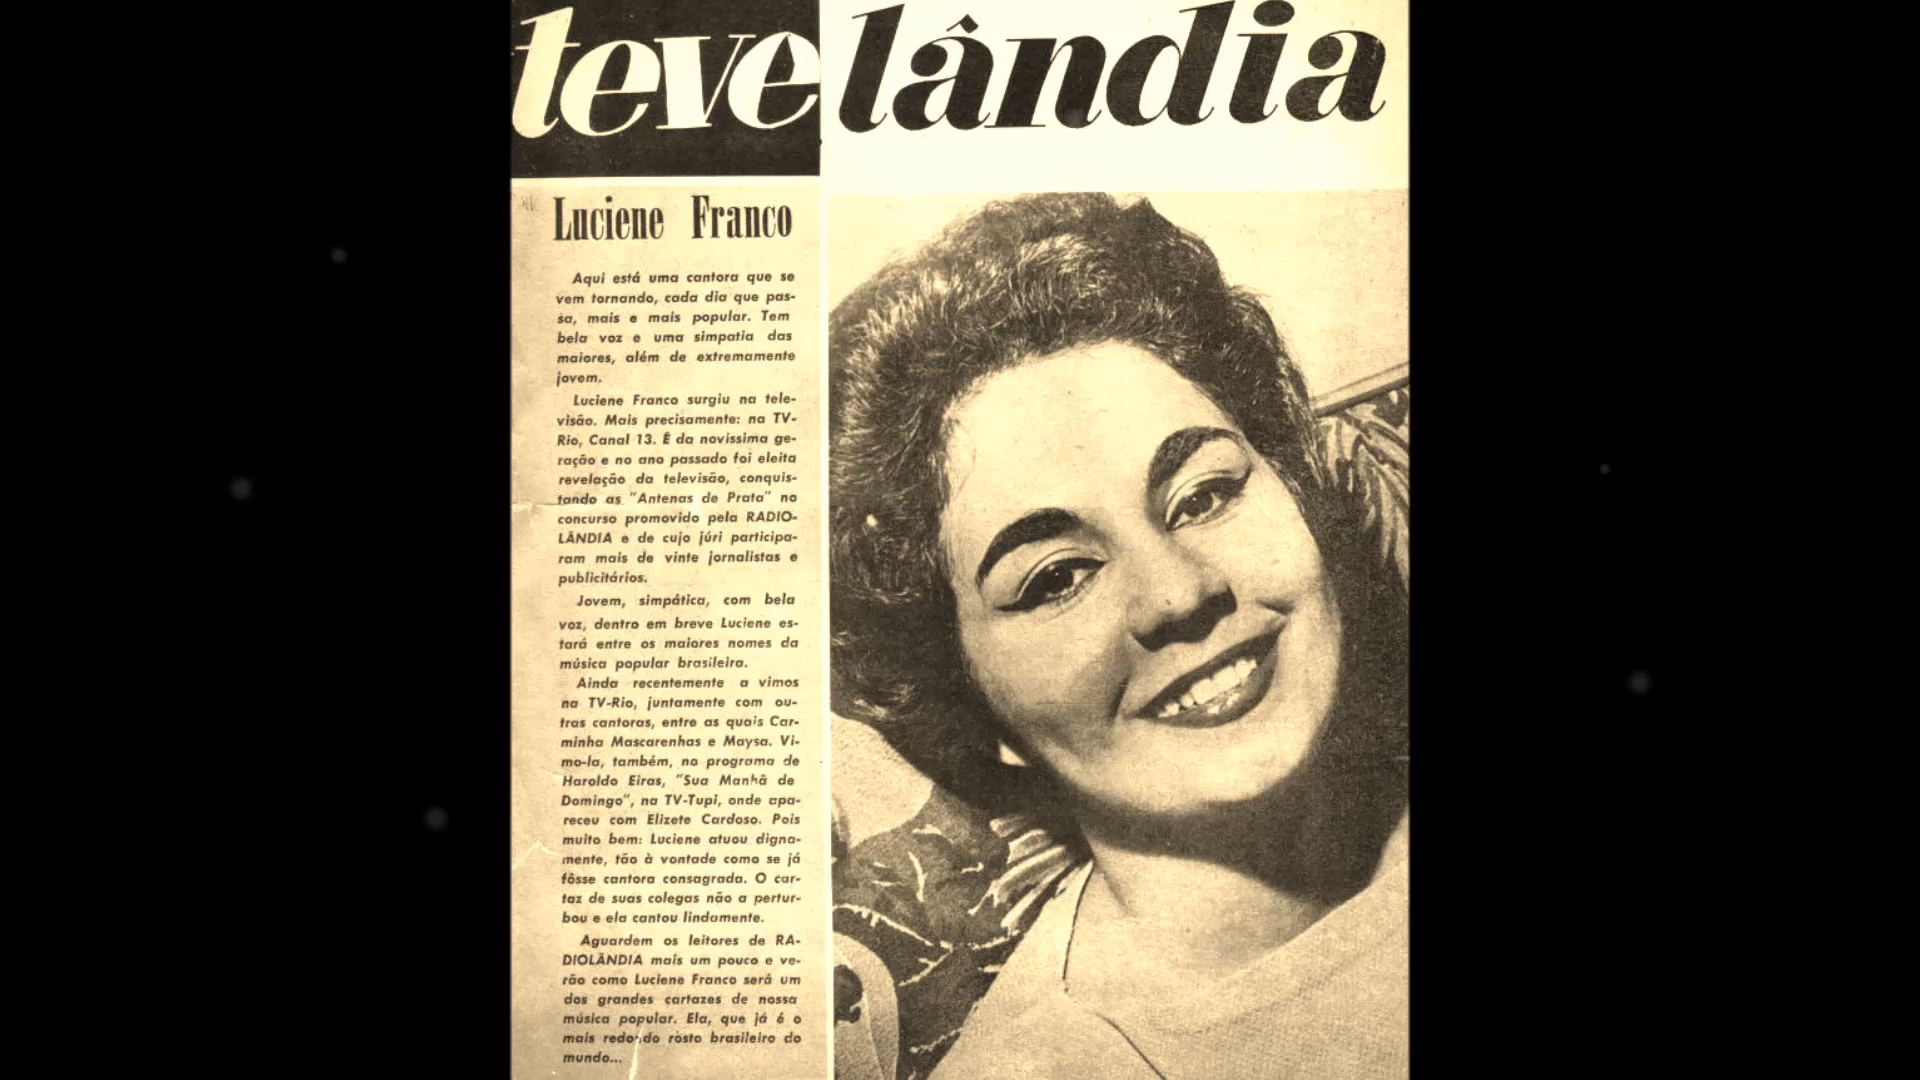 tevelândia
Luciene Franco
Aqui está uma cantora que se
vem tornando, cada dia que pas-
sa, mais e mais popular. Tem
bela voz e uma simpatia das
maiores, além de extremamente
jovem.
Luciene Franco surgiu na tele-
visão. Mais precisamente: na TV-
Rio, Canal 13. É da novíssima ge-
ração e no ano passado foi eleita
revelação da televisão, conquis-
tando as "Antenas de Prata" no
concurso promovido pela RADIO-
LÂNDIA e de cujo júri participa-
ram mais de vinte jornalistas e
publicitários.
Jovem, simpática, com bela
voz, dentro em breve Luciene es-
tará entre os maiores nomes da
música popular brasileira.
Ainda recentemente a vimos
na TV-Rio, juntamente com ou-
tras cantoras, entre as quais Car-
minha Mascarenhas e Maysa. Vi-
mo-la, também, no programa de
Haroldo Eiras, "Sua Manhã de
Domingo", na TV-Tupi, onde apa-
receu com Elizete Cardoso. Pois
muito bem: Luciene atuou digna-
mente, tão à vontade como se já
fôsse cantora consagrada. O car-
taz de suas colegas não a pertur-
bou e ela cantou lindamente.
Aguardem os leitores de RA-
DIOLÂNDIA mais um pouco e ve-
rão como Luciene Franco será um
dos grandes cartazes de nossa
música popular. Ela, que já é o
mais redondo rosto brasileiro do
mundo...